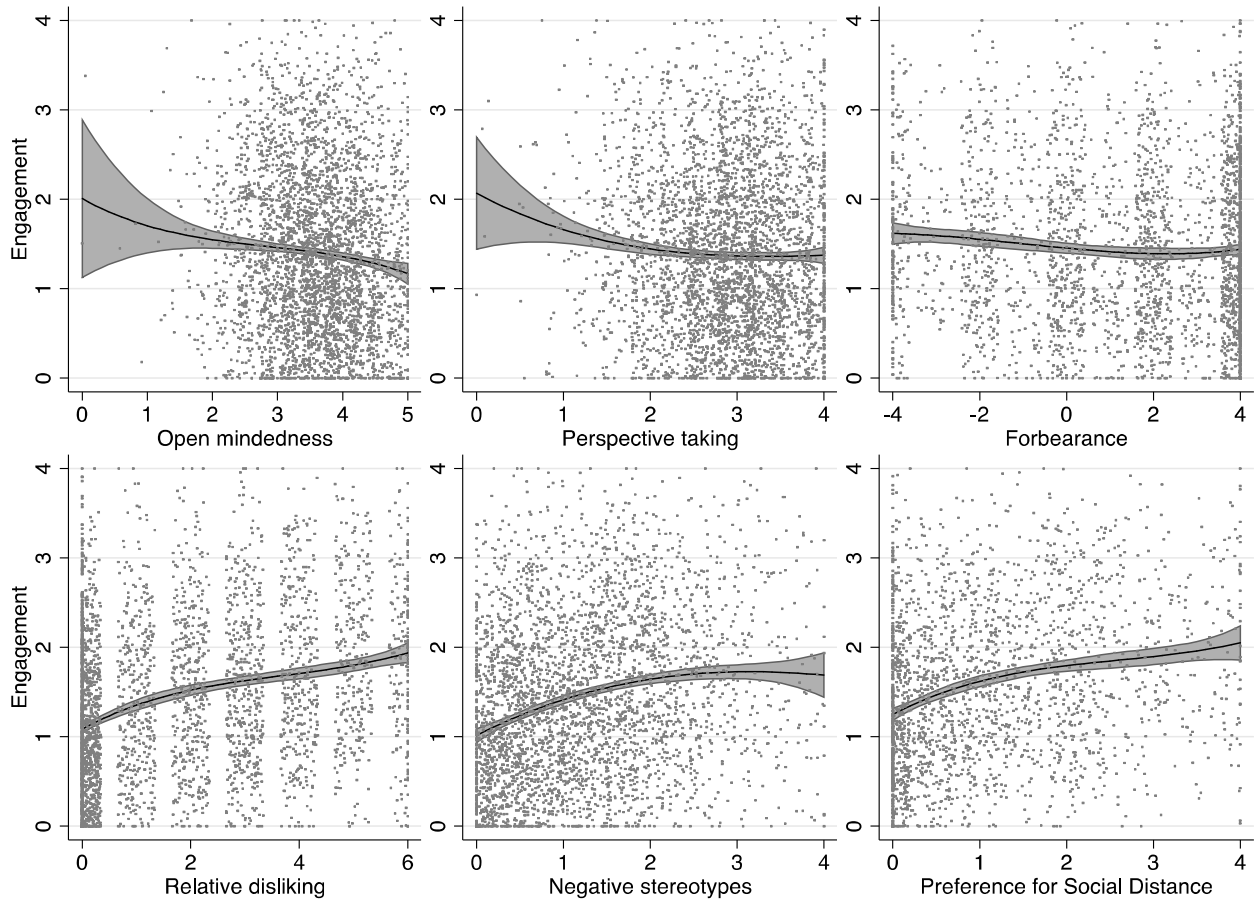 Engagement
0
1
2
3
4
0 1 2 3 4 5
Open mindedness
0
1
2
3
4
0 1 2 3 4
Perspective taking
0
1
2
3
4
-4 -2 0 2 4
Forbearance
Engagement
0
1
2
3
4
0 2 4 6
Relative disliking
0
1
2
3
4
0 1 2 3 4
Negative stereotypes
0
1
2
3
4
0 1 2 3 4
Preference for Social Distance